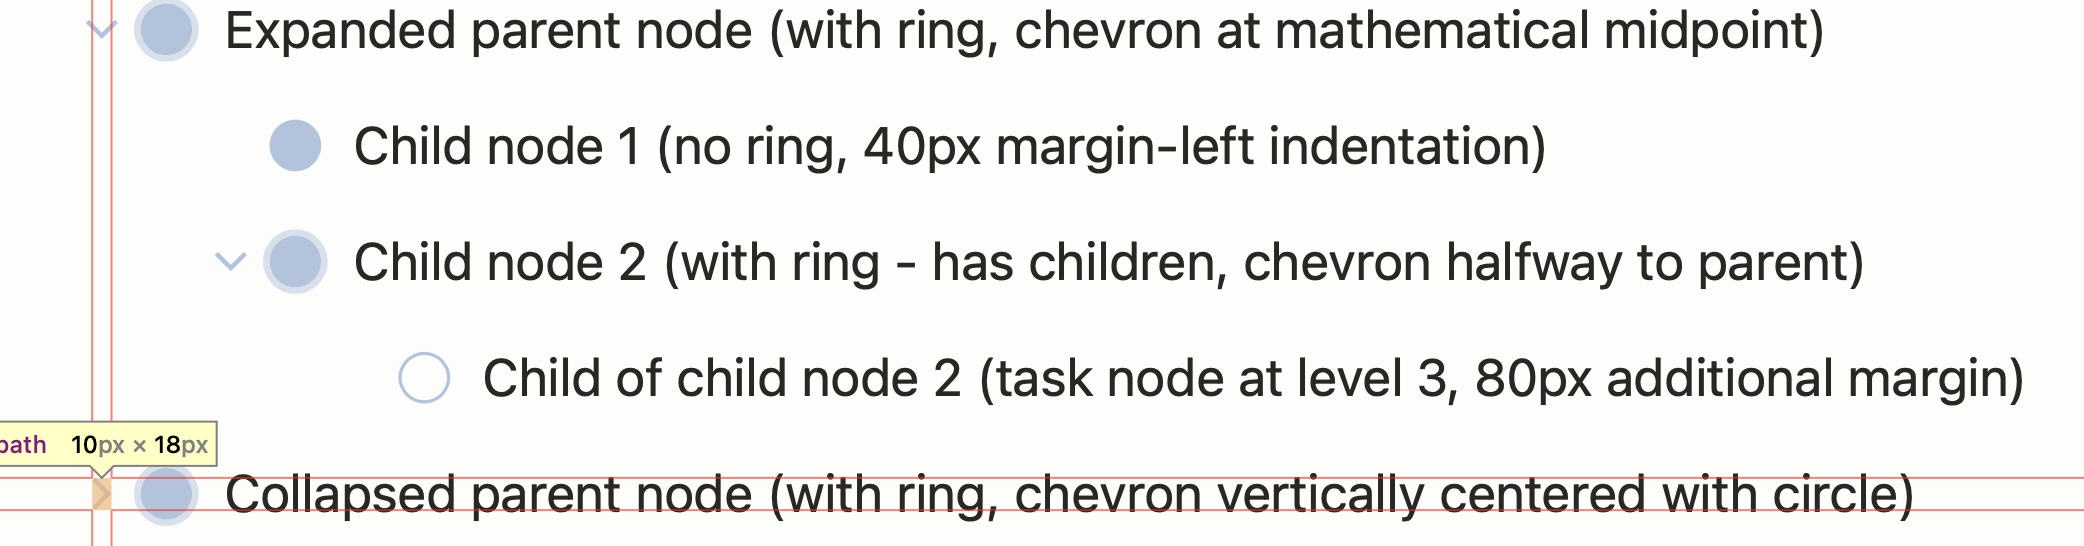 Expanded parent node (with ring, chevron at mathematical midpoint)
Child node 1 (no ring, 40px margin-left indentation)
Child node 2 (with ring - has children, chevron halfway to parent)
Child of child node 2 (task node at level 3, 80px additional margin)
path 10px × 18px
Collapsed parent node (with ring, chevron vertically centered with circle)